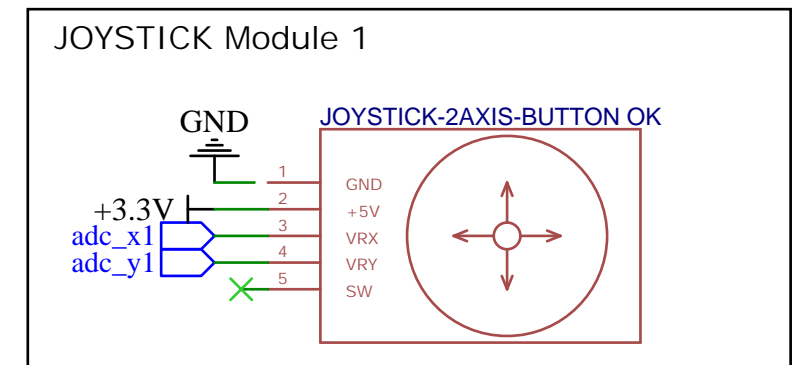 JOYSTICK Module 1
GND
JOYSTICK-2AXIS-BUTTON OK
1
GND
+3.3V
2
+5V
adc_x1
3
VRX
adc_y1
4
VRY
5
SW